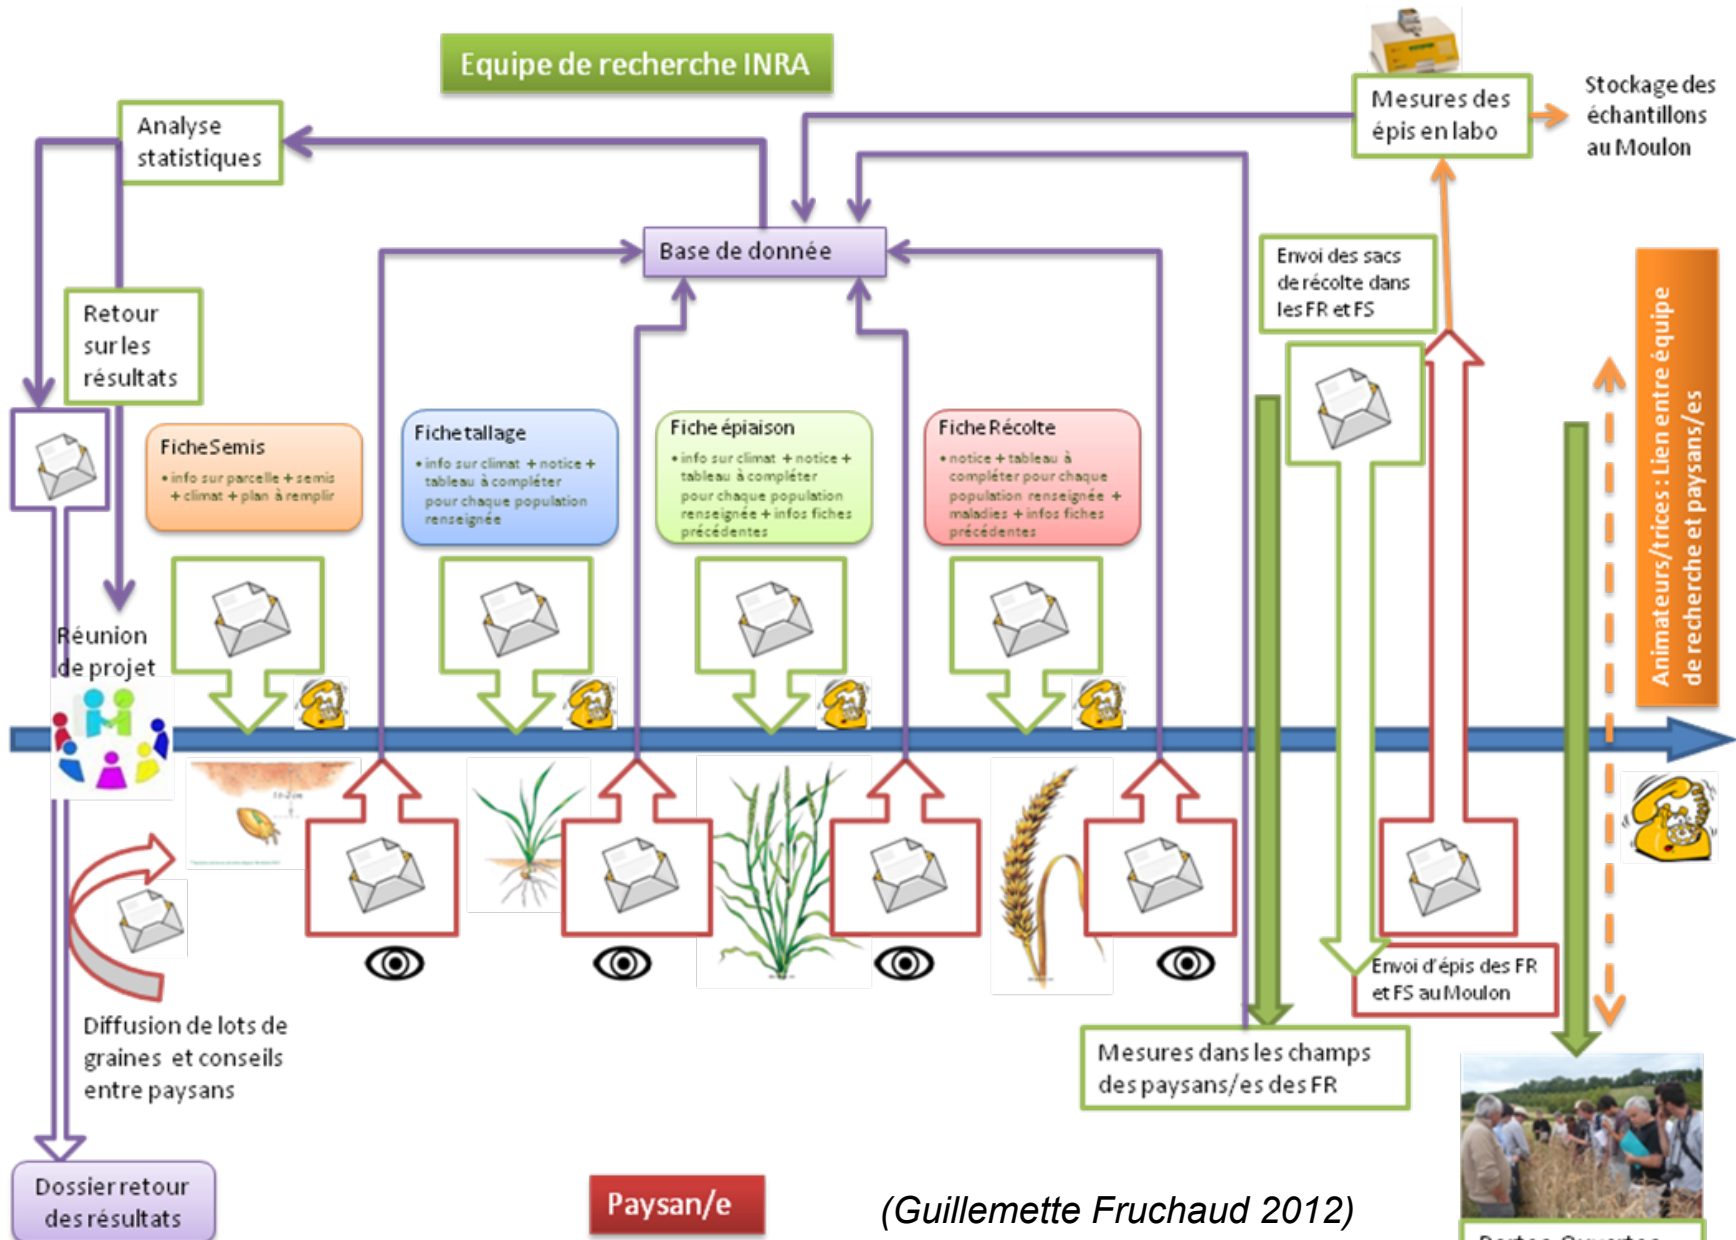 Equipe de recherche INRA
Mesures des
épis en labo
Stockage des
échantillons
au Moulon
Analyse
statistiques
Base de donnée
Envoi des sacs
de récolte dans
les FR et FS
Retour
sur les
résultats
Animateurs/trices : Lien entre équipe
de recherche et paysans/es
Fiche Semis
• info sur parcelle + semis
+ climat + plan à remplir
Fiche tallage
• info sur climat + notice +
tableau à compléter
pour chaque population
renseignée
Fiche épiaison
• info sur climat + notice +
tableau à compléter
pour chaque population
renseignée + infos fiches
précédentes
Fiche Récolte
• notice + tableau à
compléter pour chaque
population renseignée +
maladies + infos fiches
précédentes
Réunion
de projet
Envoi d'épis des FR
et FS au Moulon
Diffusion de lots de
graines et conseils
entre paysans
Mesures dans les champs
des paysans/es des FR
Dossier retour
des résultats
Paysan/e
(Guillemette Fruchaud 2012)
Portes Ouvertes